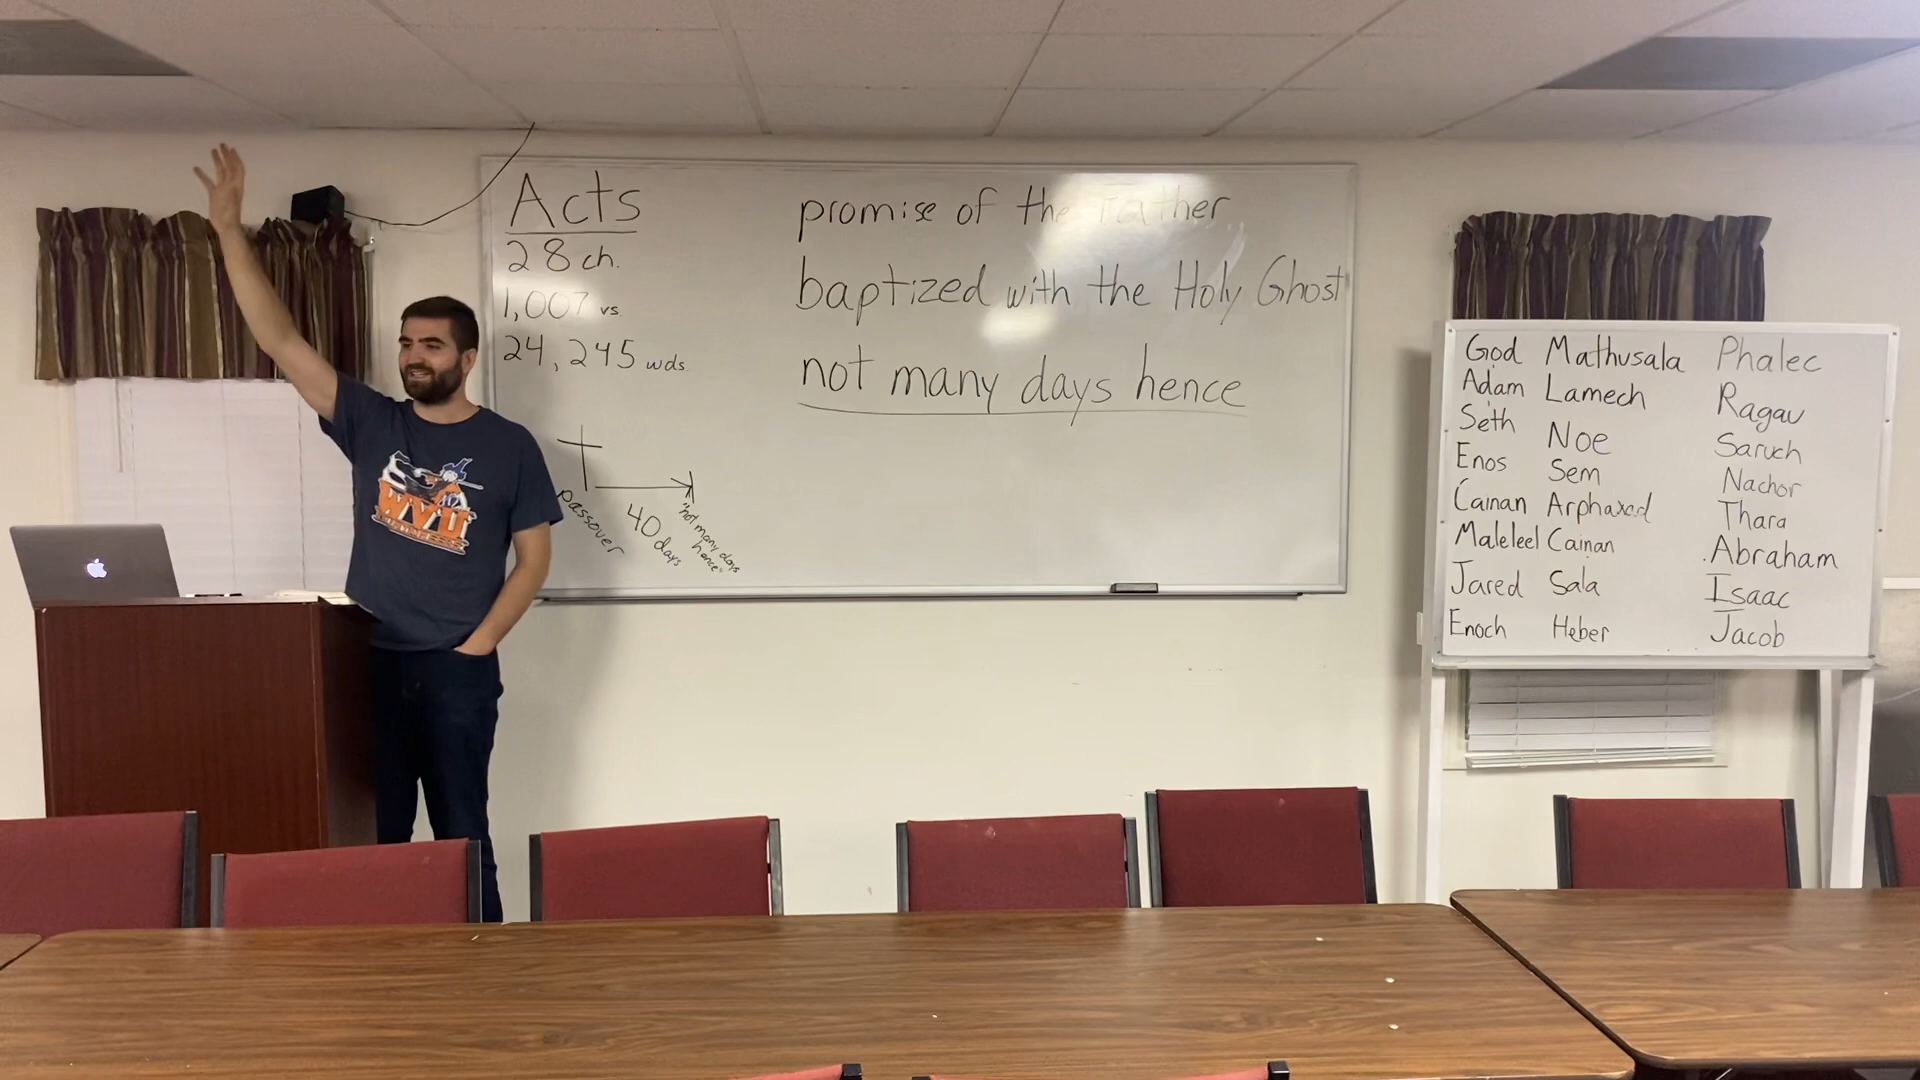 Acts
28 ch.
1,007 vs.
24,245 wds.
promise of the Father
baptized with the Holy Ghost
not many days hence
passover
40 days
"not many days
hence"
WVU
God
Adam
Seth
Enos
Cainan
Maleleel
Jared
Enoch
Mathusala
Lamech
Noe
Sem
Arphaxad
Cainan
Sala
Heber
Phalec
Ragau
Saruch
Nachor
Thara
Abraham
Isaac
Jacob